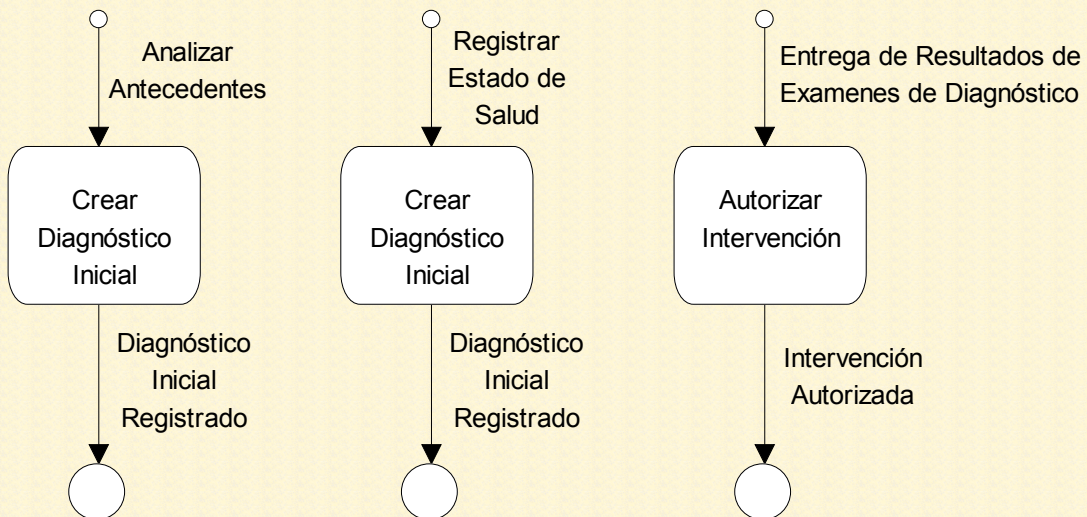 Analizar
Antecedentes
Crear
Diagnóstico
Inicial
Diagnóstico
Inicial
Registrado
Registrar
Estado de
Salud
Crear
Diagnóstico
Inicial
Diagnóstico
Inicial
Registrado
Entrega de Resultados de
Examenes de Diagnóstico
Autorizar
Intervención
Intervención
Autorizada